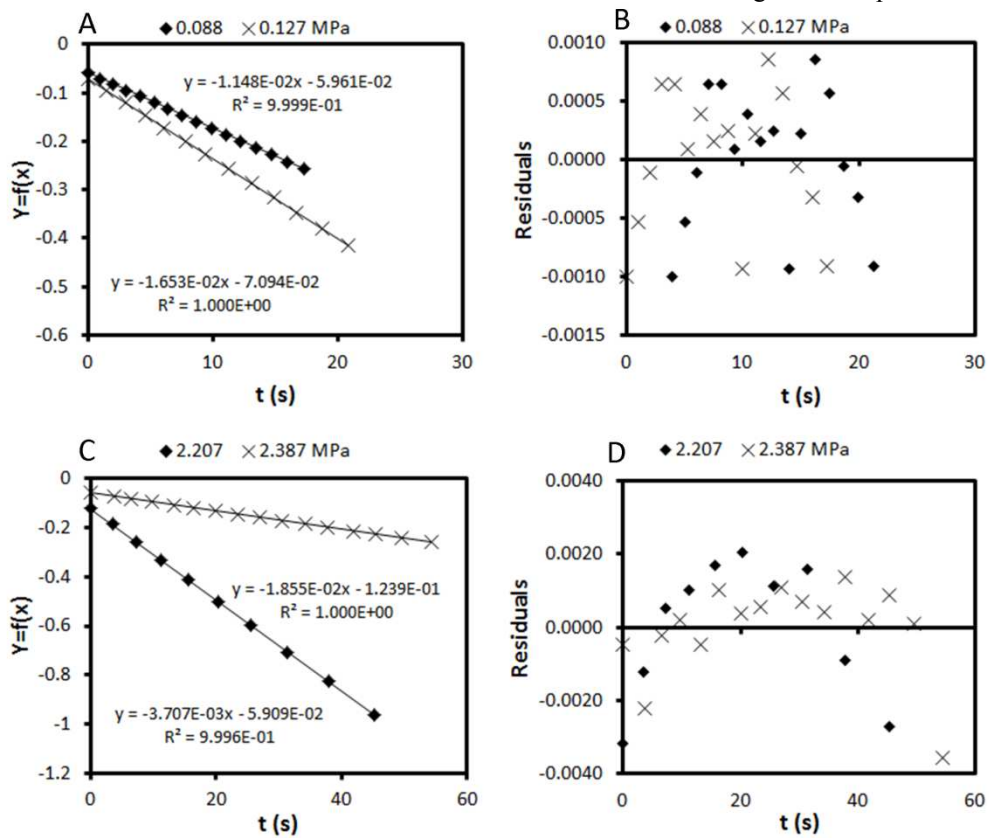 A
◆ 0.088 × 0.127 MPa
0
-0.1
-0.2
-0.3
-0.4
-0.5
-0.6
Y=f(x)
y = -1.148E-02x - 5.961E-02
R² = 9.999E-01
y = -1.653E-02x - 7.094E-02
R² = 1.000E+00
0 10 20 30
t (s)
B
◆ 0.088 × 0.127 MPa
0.0010
0.0005
0.0000
-0.0005
-0.0010
-0.0015
Residuals
0 10 20 30
t (s)
C
◆ 2.207 × 2.387 MPa
0
-0.2
-0.4
-0.6
-0.8
-1
-1.2
Y=f(x)
y = -1.855E-02x - 1.239E-01
R² = 1.000E+00
y = -3.707E-03x - 5.909E-02
R² = 9.996E-01
0 20 40 60
t (s)
D
◆ 2.207 × 2.387 MPa
0.0040
0.0020
0.0000
-0.0020
-0.0040
Residuals
0 20 40 60
t (s)